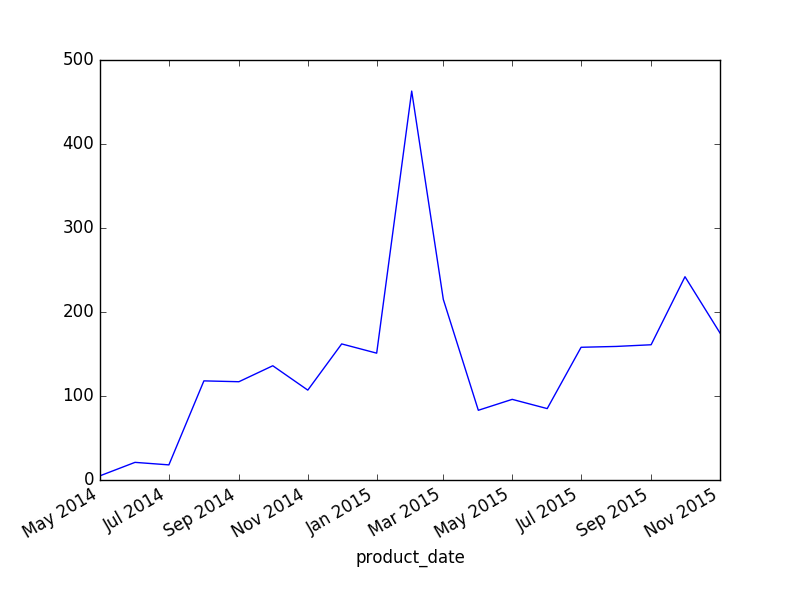 500
400
300
200
100
0
May 2014
Jul 2014
Sep 2014
Nov 2014
Jan 2015
Mar 2015
May 2015
Jul 2015
Sep 2015
Nov 2015
product_date